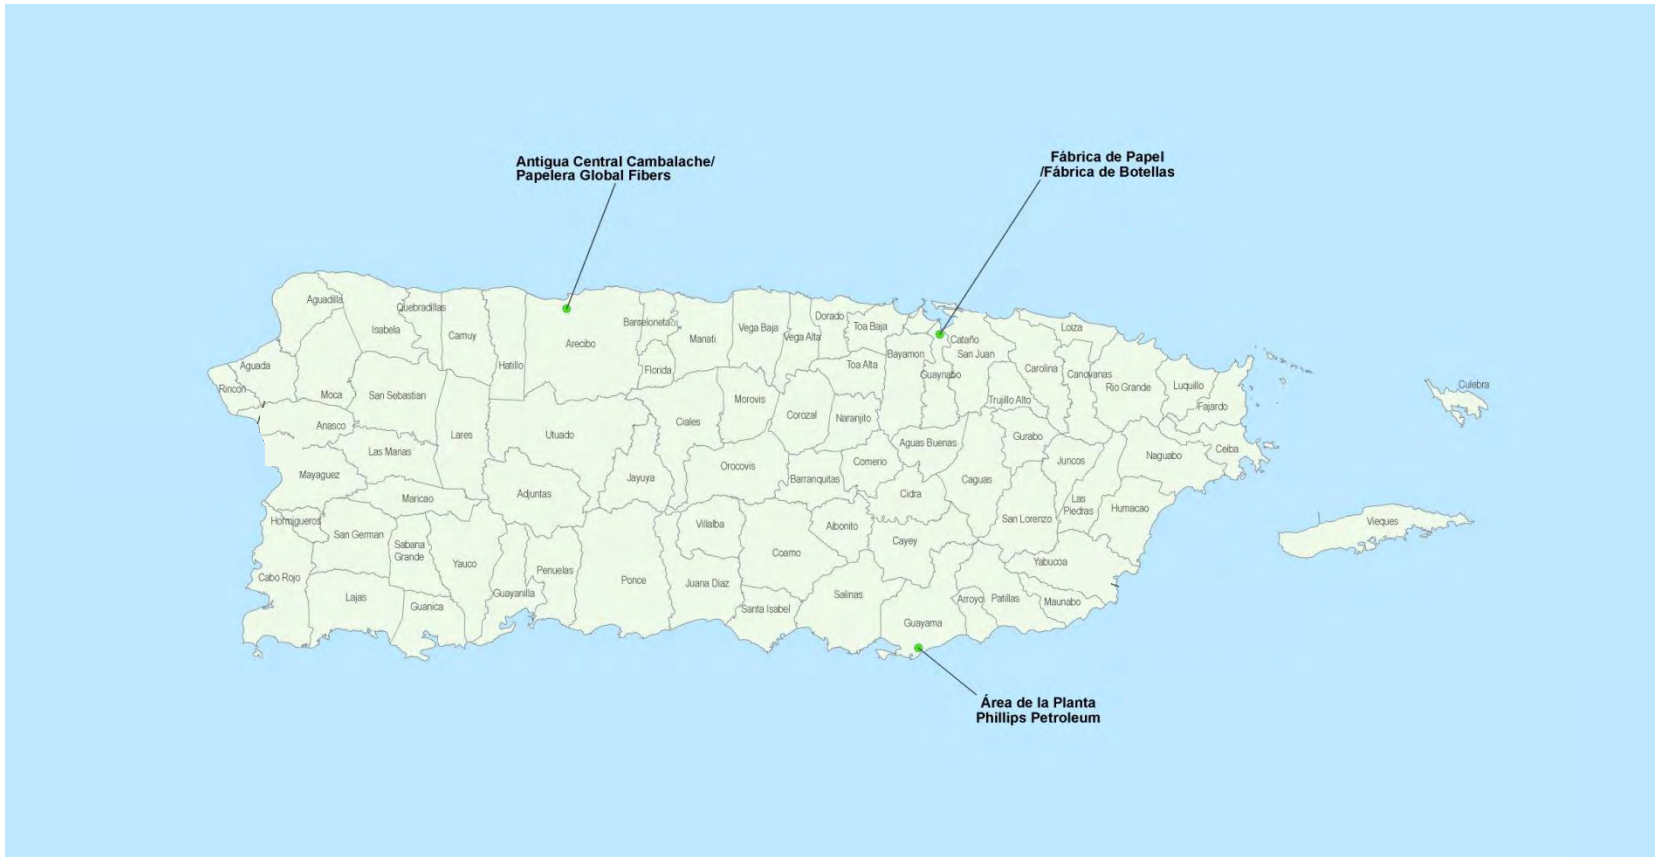 Antigua Central Cambalache/
Papelera Global Fibers
Fábrica de Papel
/Fábrica de Botellas
Aguadilla
Quebradillas
Isabela
Camuy
Hatillo
Arecibo
Barceloneta
Manati
Vega Baja
Vega Alta
Dorado
Toa Baja
Cataño
Loiza
Bayamon
San Juan
Aguada
Florida
Toa Alta
Guaynabo
Carolina
Canovanas
Rio Grande
Luquillo
Culebra
Rincon
Moca
San Sebastian
Morovis
Corozal
Naranjito
Trujillo Alto
Fajardo
Anasco
Lares
Utuado
Ciales
Aguas Buenas
Gurabo
Las Marias
Orocovis
Comerio
Juncos
Naguabo
Ceiba
Mayaguez
Jayuya
Barranquitas
Caguas
Maricao
Adjuntas
Cidra
Las
Piedras
Humacao
Hormigueros
San German
Villalba
Aibonito
San Lorenzo
Vieques
Sabana
Grande
Cayey
Coamo
Yauco
Yabucoa
Cabo Rojo
Penuelas
Ponce
Juana Diaz
Lajas
Guanica
Guayanilla
Santa Isabel
Salinas
Arroyo
Patillas
Maunabo
Guayama
Área de la Planta
Phillips Petroleum